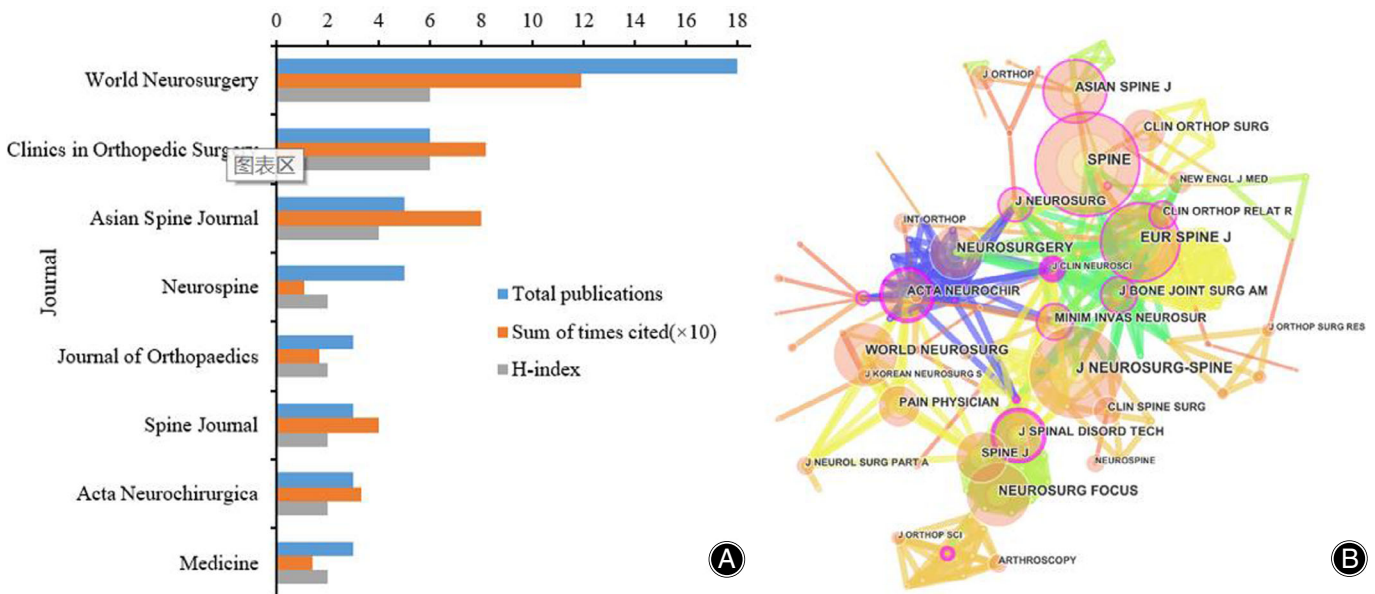 0 2 4 6 8 10 12 14 16 18
World Neurosurgery
Clinics in Orthopedic Surgery
图表区
Asian Spine Journal
Neurospine
Journal of Orthopaedics
Spine Journal
Acta Neurochirurgica
Medicine
Journal
Total publications
Sum of times cited(×10)
H-index
A
J ORTHOP
ASIAN SPINE J
CLIN ORTHOP SURG
SPINE
NEW ENGL J MED
J NEUROSURG
CLIN ORTHOP RELAT R
INT ORTHOP
EUR SPINE J
NEUROSURGERY
J CLIN NEUROSCI
ACTA NEUROCHIR
J BONE JOINT SURG AM
MINIM INVAS NEUROSUR
J ORTHOP SURG RES
WORLD NEUROSURG
J NEUROSURG-SPINE
J KOREAN NEUROSURG S
PAIN PHYSICIAN
CLIN SPINE SURG
J SPINAL DISORD TECH
SPINE J
J NEUROL SURG PART A
NEUROSPINE
NEUROSURG FOCUS
J ORTHOP SCI
ARTHROSCOPY
B